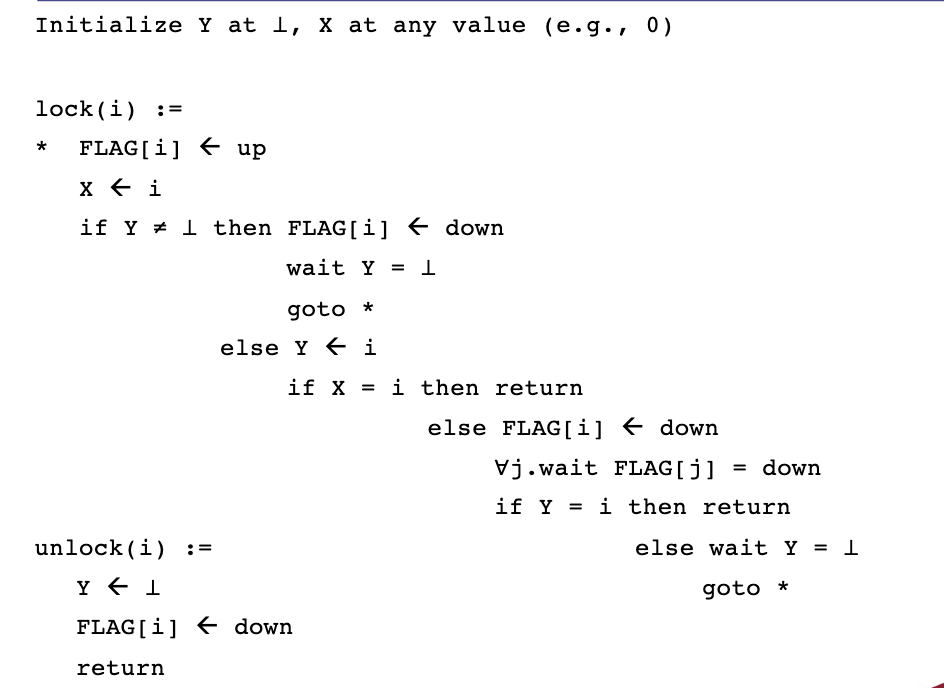 Initialize Y at ⊥, X at any value (e.g., 0)
lock(i) :=
* FLAG[i] ← up
X ← i
if Y ≠ ⊥ then FLAG[i] ← down
wait Y = ⊥
goto *
else Y ← i
if X = i then return
else FLAG[i] ← down
∀j.wait FLAG[j] = down
if Y = i then return
else wait Y = ⊥
goto *
unlock(i) :=
Y ← ⊥
FLAG[i] ← down
return